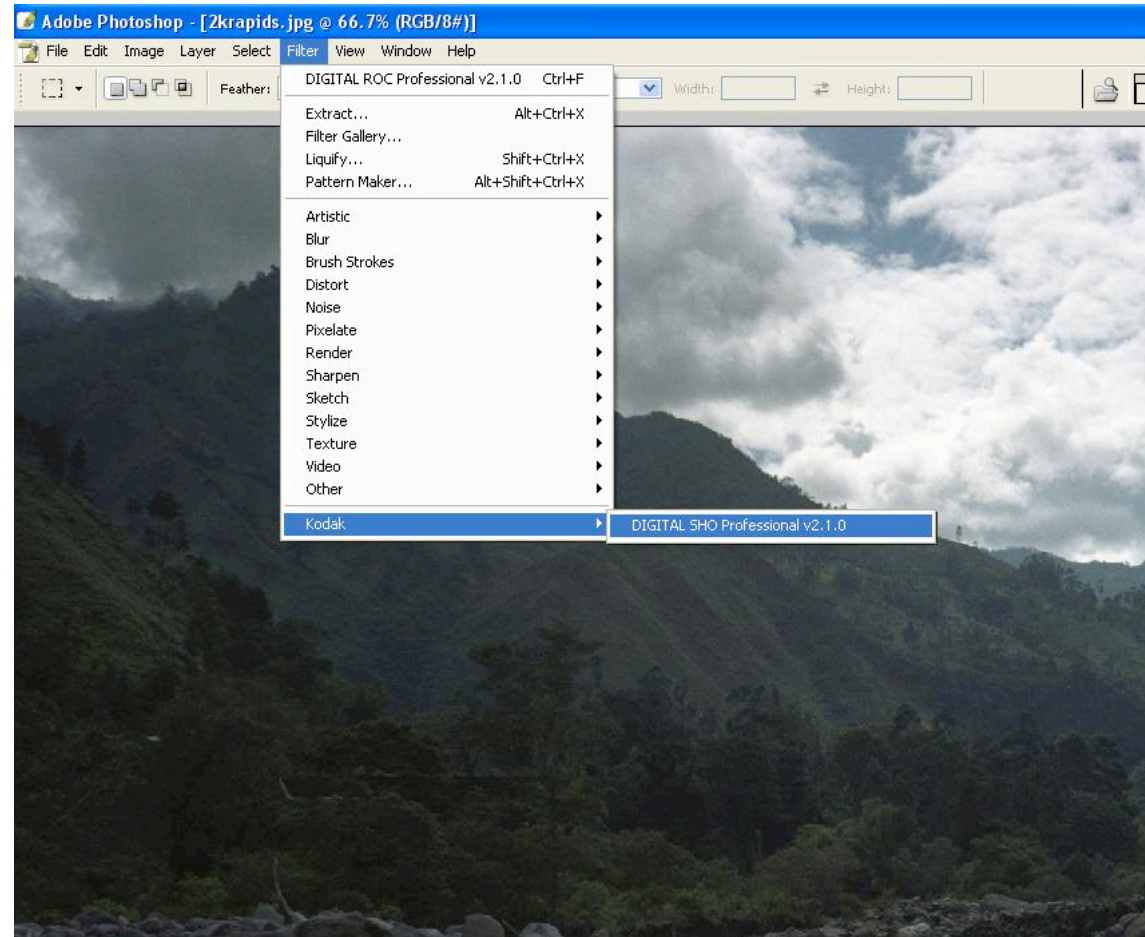 Adobe Photoshop - [2krapids.jpg @ 66.7% (RGB/8#)]
File Edit Image Layer Select Filter View Window Help
Feather: Width: Height:
DIGITAL ROC Professional v2.1.0 Ctrl+F
Extract... Alt+Ctrl+X
Filter Gallery...
Liquify... Shift+Ctrl+X
Pattern Maker... Alt+Shift+Ctrl+X
Artistic
Blur
Brush Strokes
Distort
Noise
Pixelate
Render
Sharpen
Sketch
Stylize
Texture
Video
Other
Kodak DIGITAL SHO Professional v2.1.0